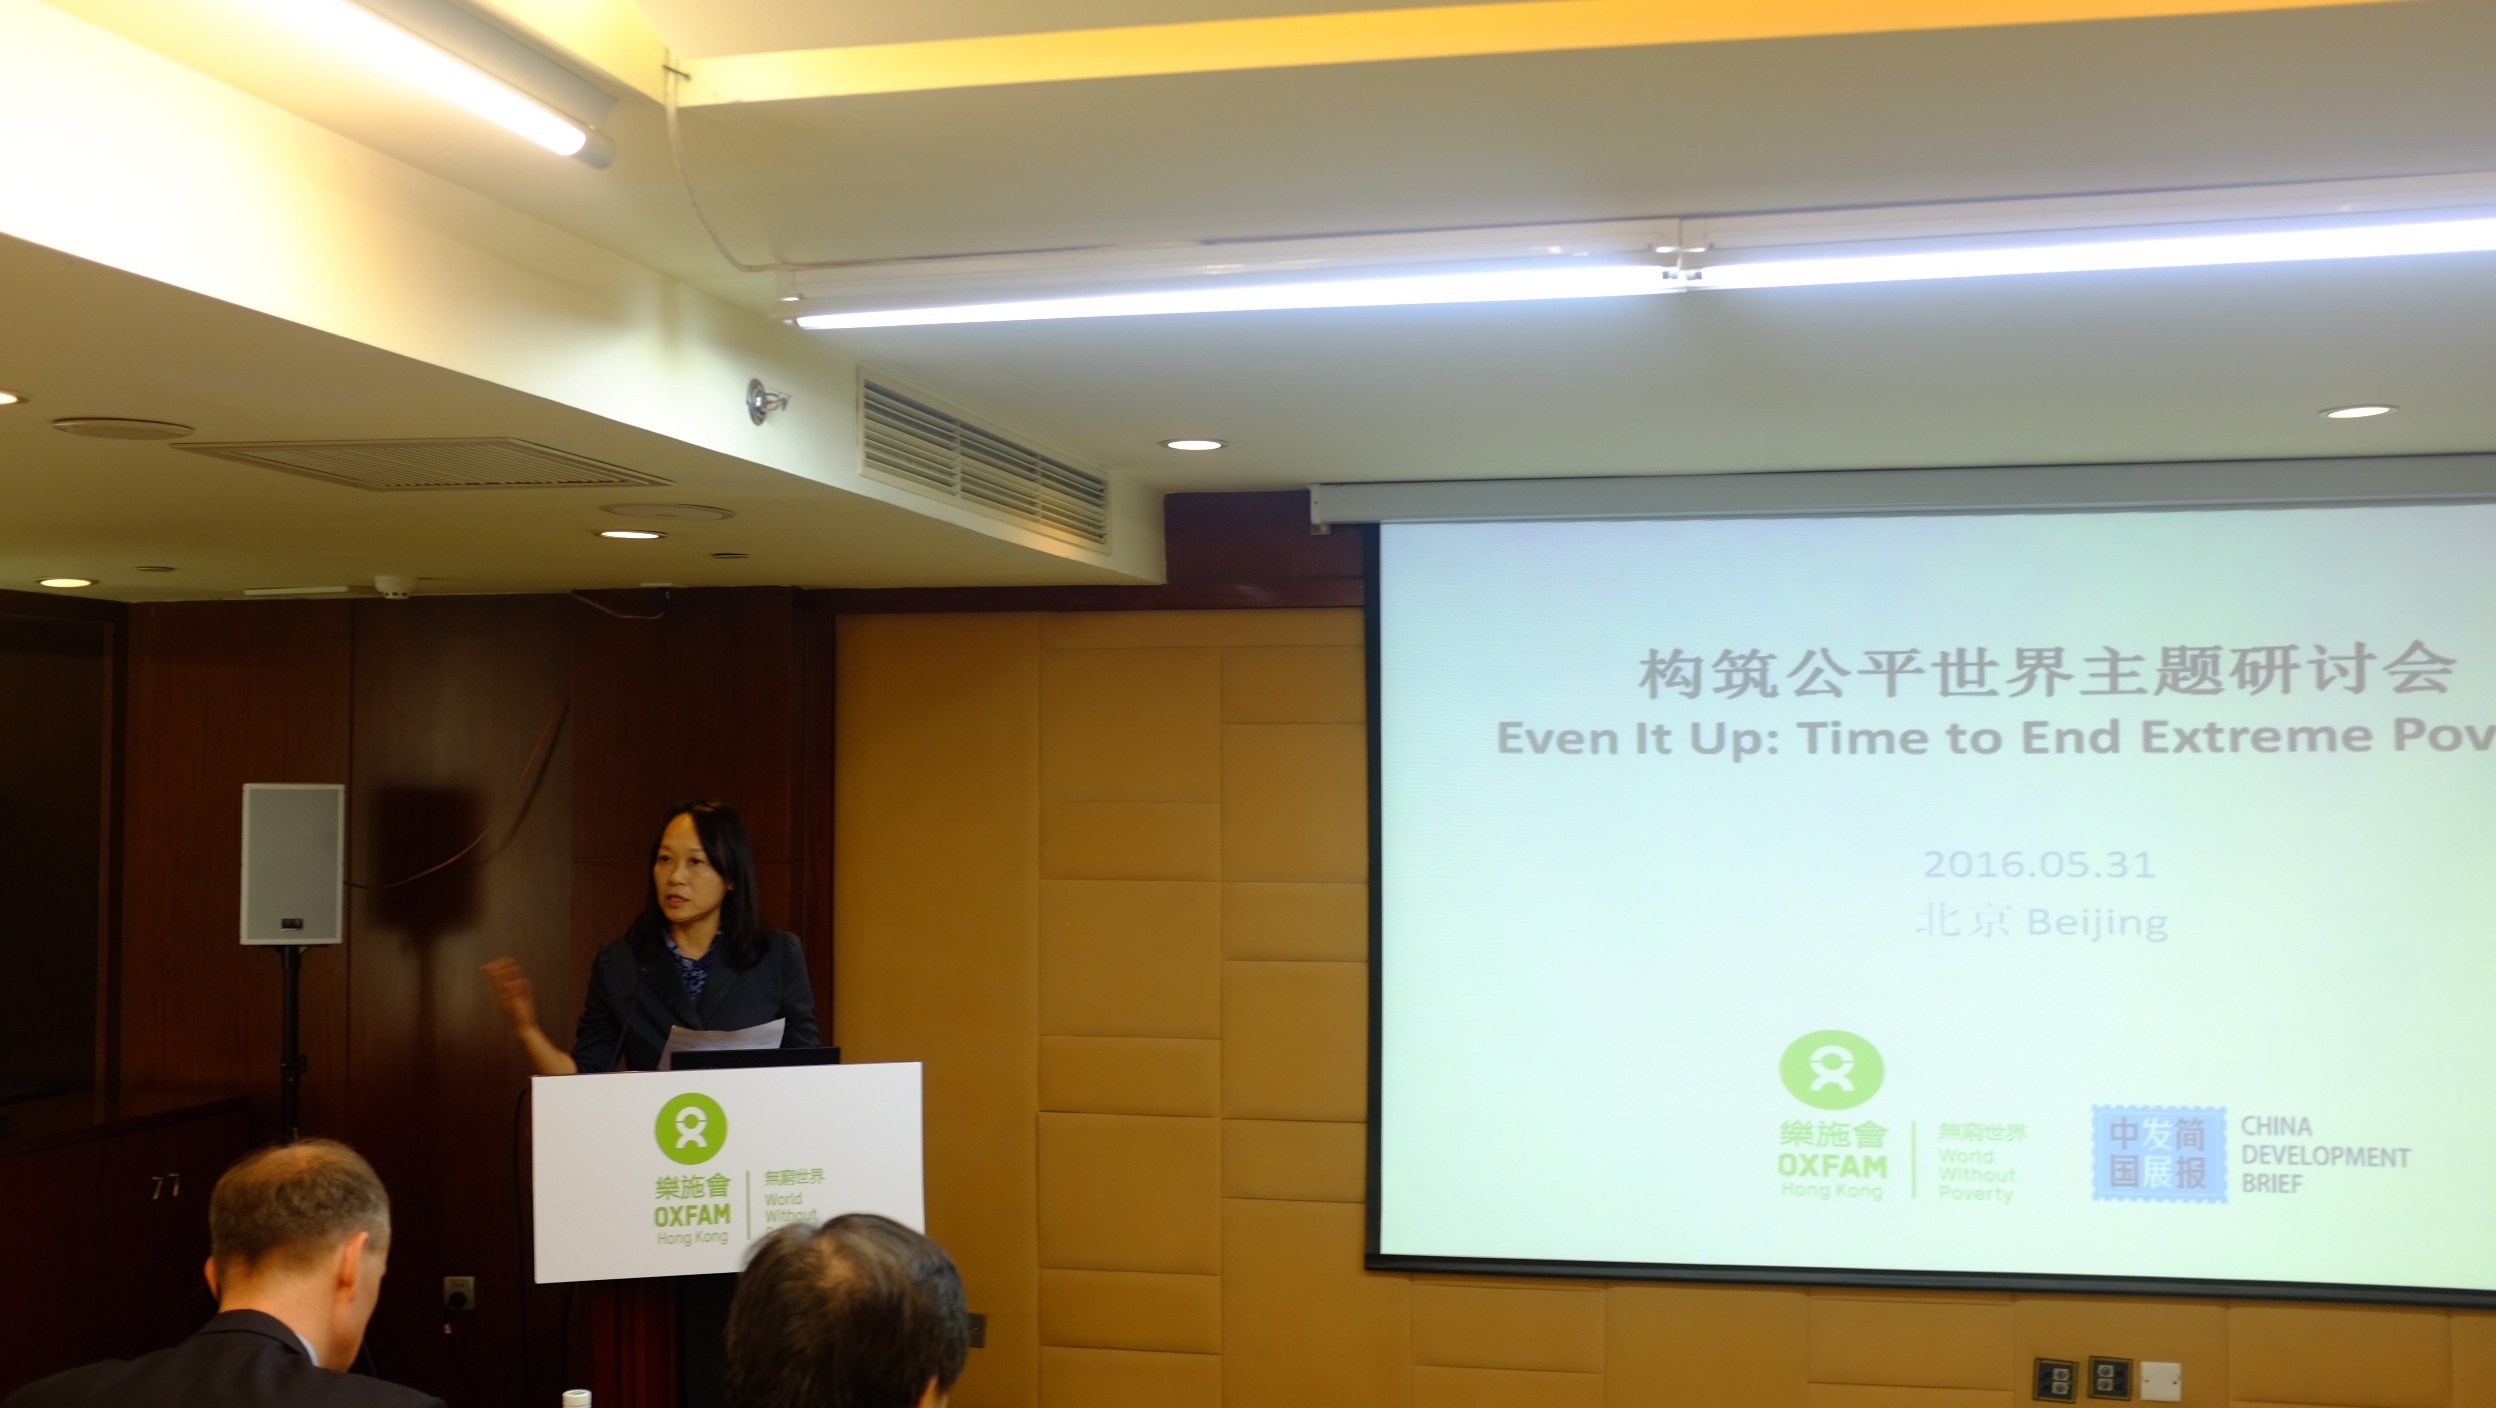 构筑公平世界主题研讨会
Even It Up: Time to End Extreme Pov
2016.05.31
北京 Beijing
樂施會
OXFAM
Hong Kong
無窮世界
World
Without
Poverty
中发简
国展报
CHINA
DEVELOPMENT
BRIEF
樂施會
OXFAM
Hong Kong
無窮世界
World
Without